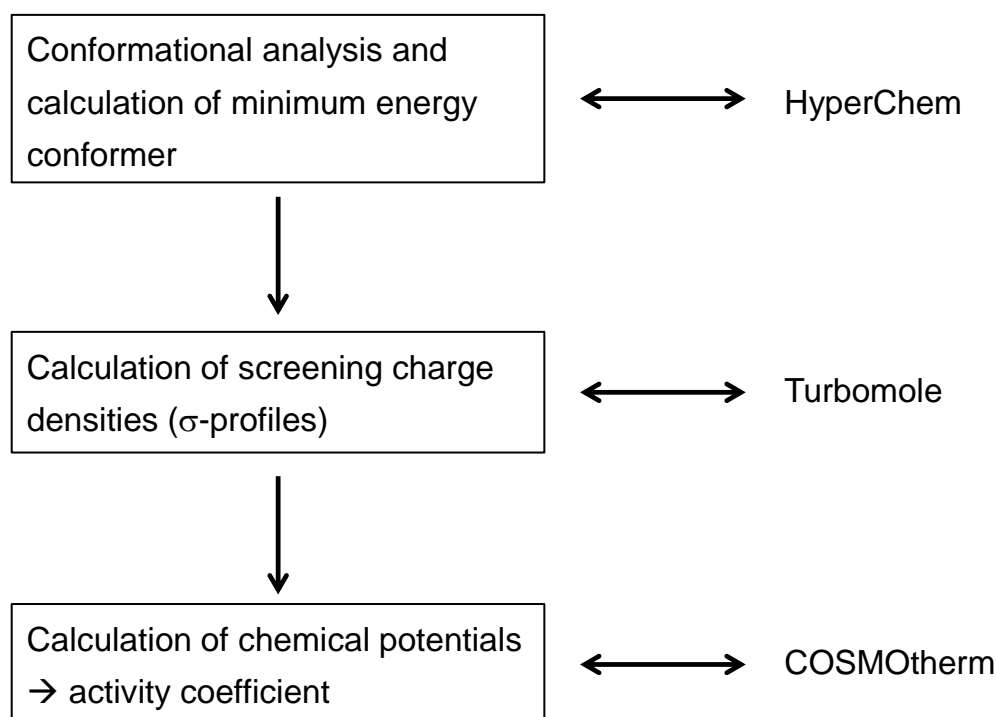 Conformational analysis and
calculation of minimum energy
conformer
HyperChem
Calculation of screening charge
densities (σ-profiles)
Turbomole
Calculation of chemical potentials
→ activity coefficient
COSMOtherm